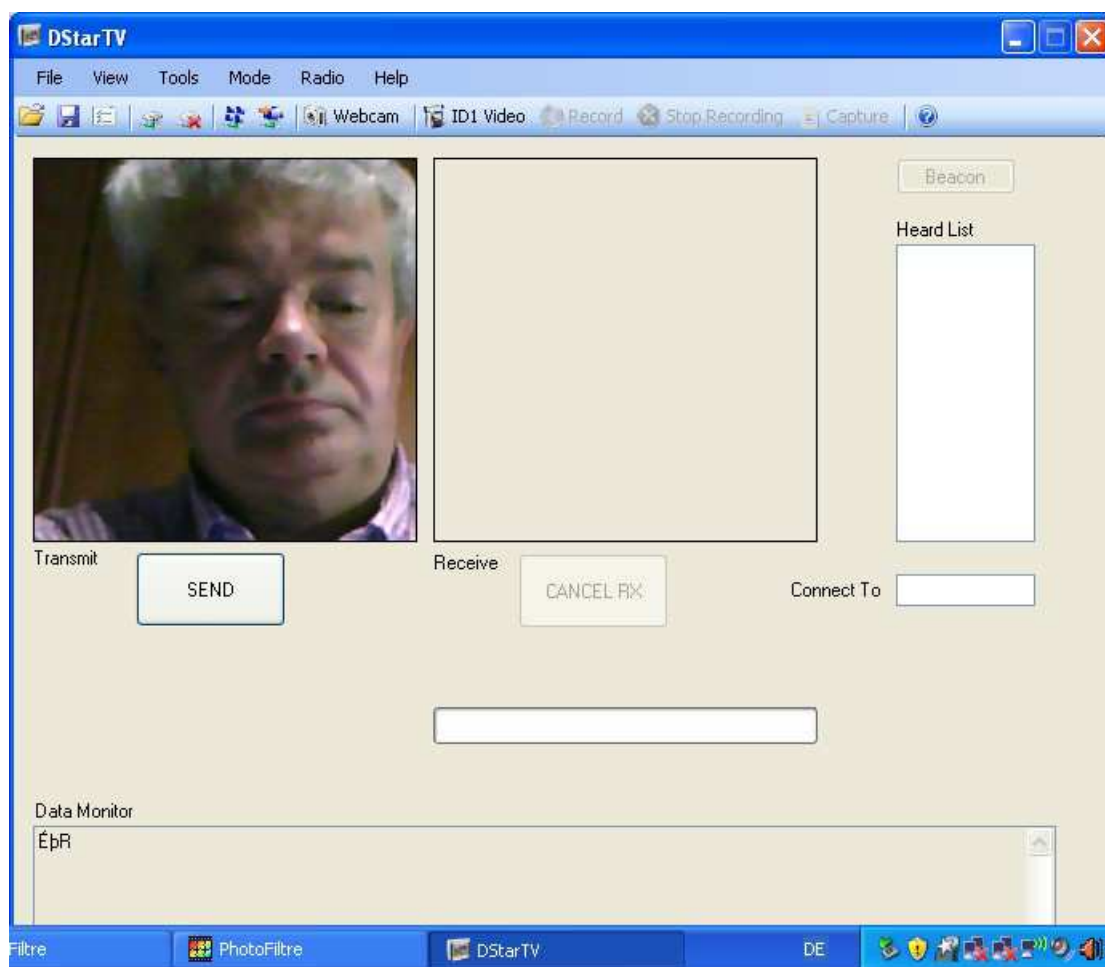 DStarTV
File View Tools Mode Radio Help
Webcam ID1 Video Record Stop Recording Capture
Beacon
Heard List
Transmit
SEND
Receive
CANCEL RX
Connect To
Data Monitor
ÉþR
Filtre PhotoFiltre DStarTV DE